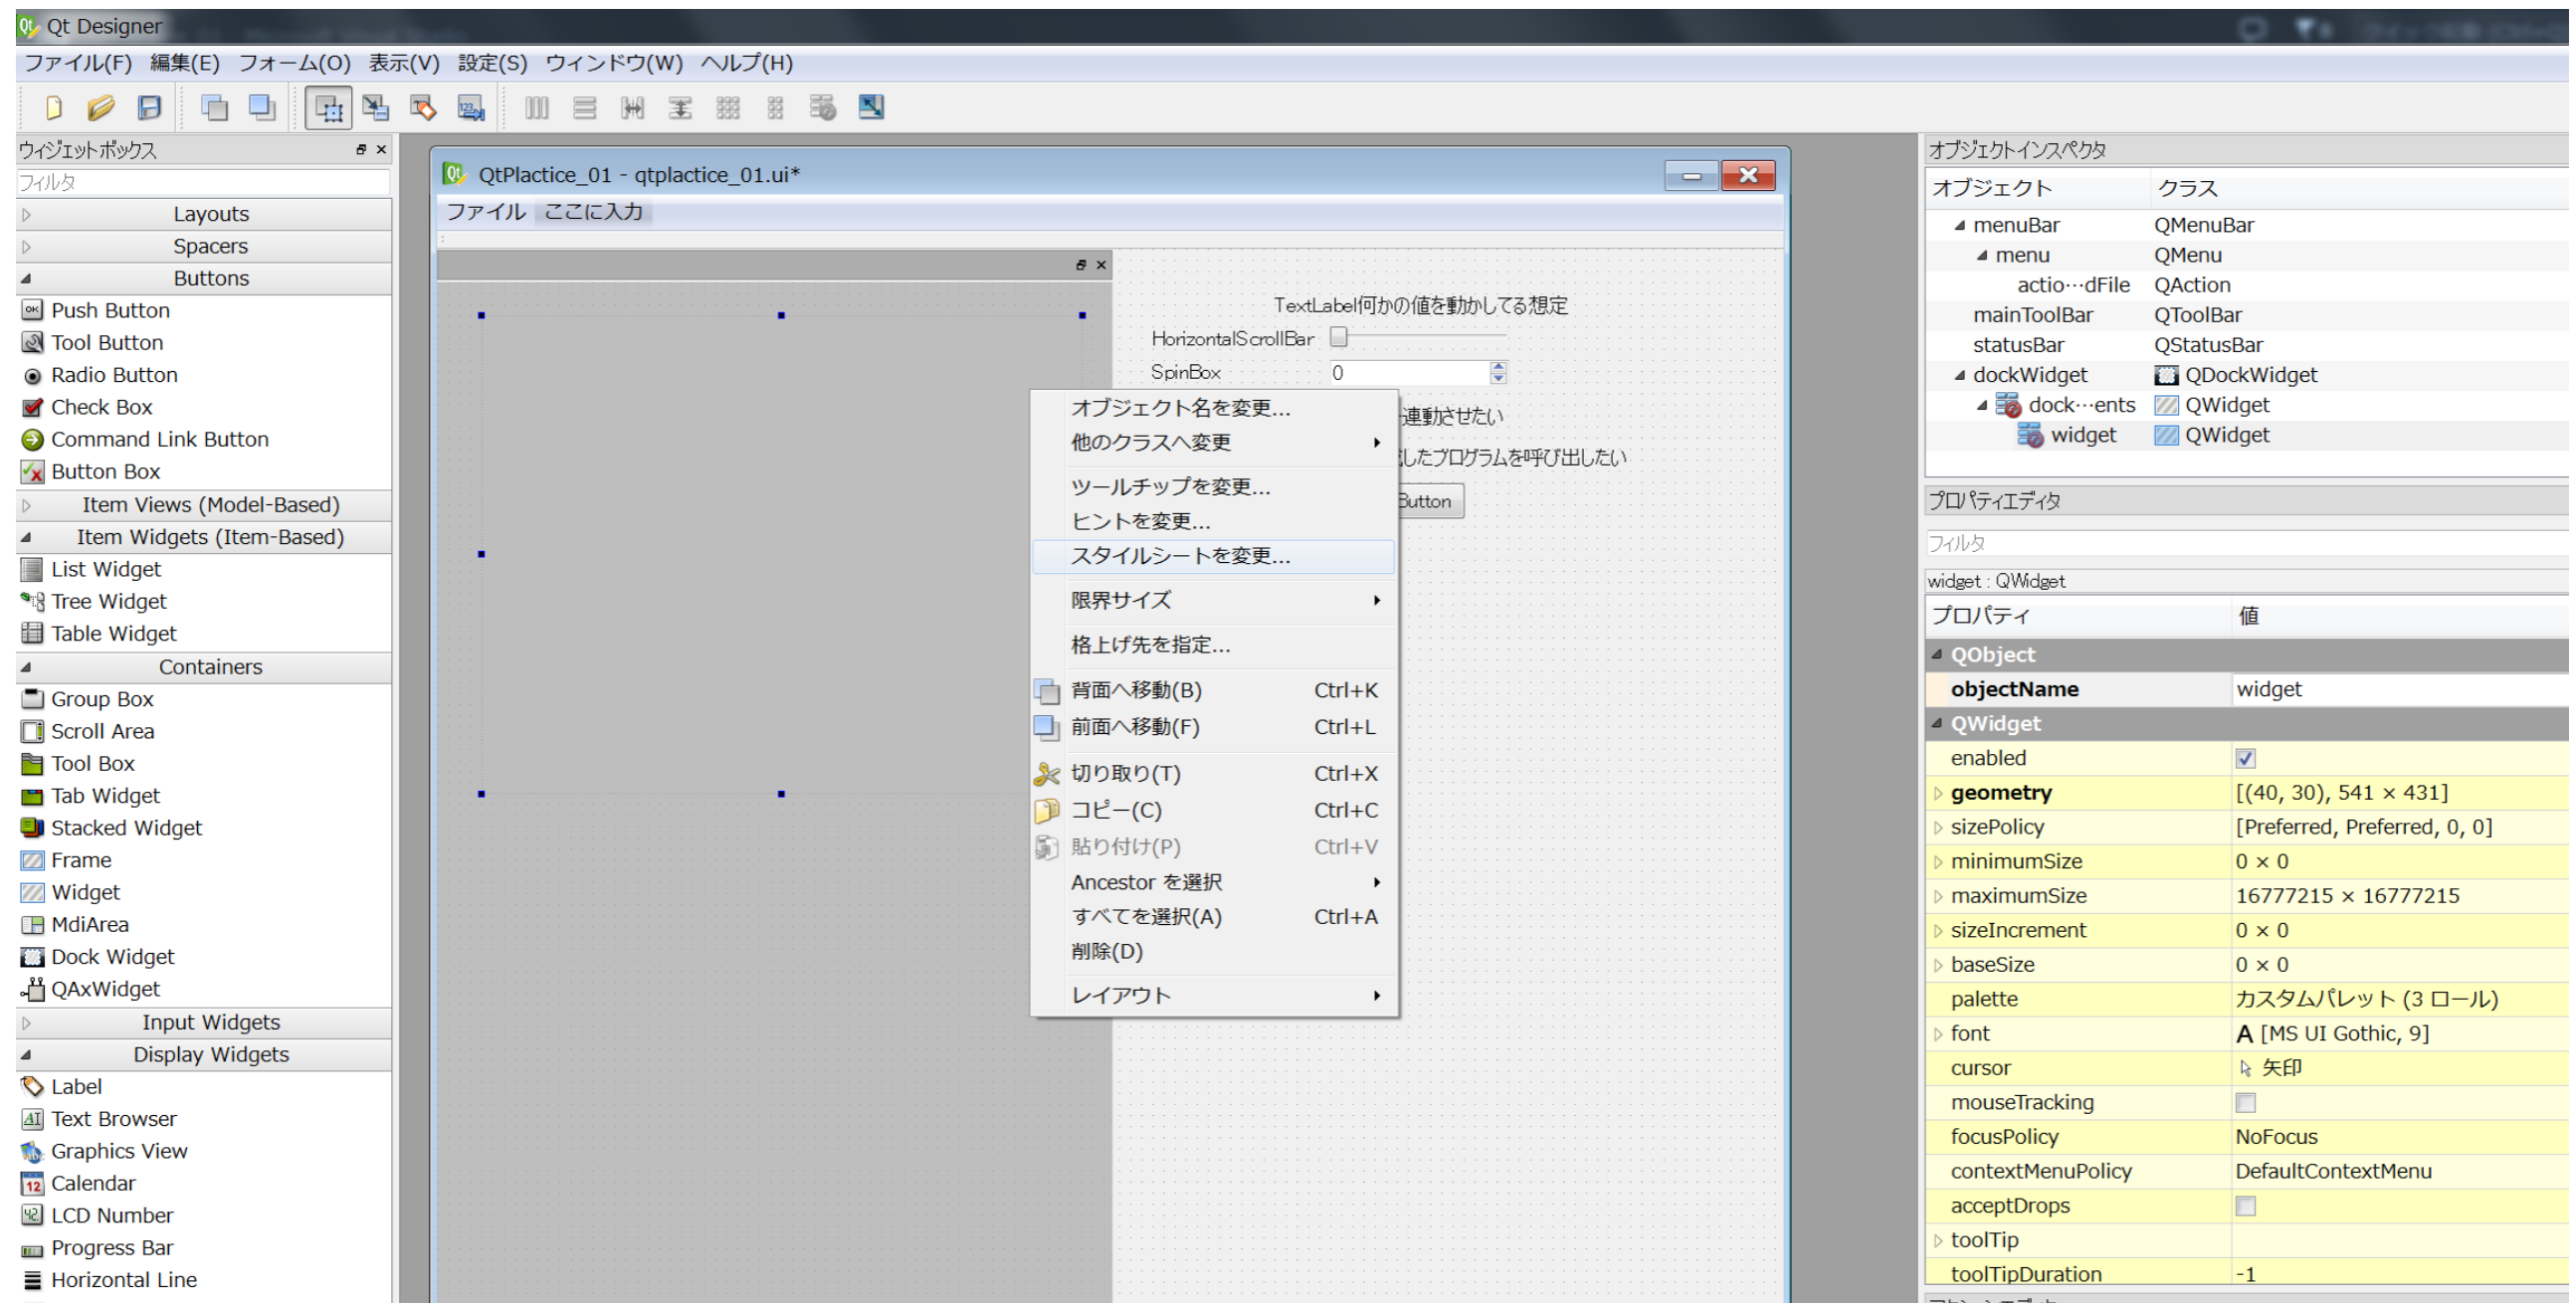 Qt Designer
ファイル(F) 編集(E) フォーム(O) 表示(V) 設定(S) ウィンドウ(W) ヘルプ(H)
ウィジェットボックス
フィルタ
Layouts
Spacers
Buttons
Push Button
Tool Button
Radio Button
Check Box
Command Link Button
Button Box
Item Views (Model-Based)
Item Widgets (Item-Based)
List Widget
Tree Widget
Table Widget
Containers
Group Box
Scroll Area
Tool Box
Tab Widget
Stacked Widget
Frame
Widget
MdiArea
Dock Widget
QAxWidget
Input Widgets
Display Widgets
Label
Text Browser
Graphics View
Calendar
LCD Number
Progress Bar
Horizontal Line
QtPlactice_01 - qtplactice_01.ui*
ファイル ここに入力
TextLabel何かの値を動かしてる想定
HorizontalScrollBar
SpinBox 0
連動させたい
したプログラムを呼び出したい
Button
オブジェクト名を変更...
他のクラスへ変更
ツールチップを変更...
ヒントを変更...
スタイルシートを変更...
限界サイズ
格上げ先を指定...
背面へ移動(B) Ctrl+K
前面へ移動(F) Ctrl+L
切り取り(T) Ctrl+X
コピー(C) Ctrl+C
貼り付け(P) Ctrl+V
Ancestor を選択
すべてを選択(A) Ctrl+A
削除(D)
レイアウト
オブジェクトインスペクタ
オブジェクト クラス
menuBar QMenuBar
menu QMenu
actio…dFile QAction
mainToolBar QToolBar
statusBar QStatusBar
dockWidget QDockWidget
dock…ents QWidget
widget QWidget
プロパティエディタ
フィルタ
widget : QWidget
プロパティ 値
QObject
objectName widget
QWidget
enabled
geometry [(40, 30), 541 × 431]
sizePolicy [Preferred, Preferred, 0, 0]
minimumSize 0 × 0
maximumSize 16777215 × 16777215
sizeIncrement 0 × 0
baseSize 0 × 0
palette カスタムパレット (3 ロール)
font A [MS UI Gothic, 9]
cursor 矢印
mouseTracking
focusPolicy NoFocus
contextMenuPolicy DefaultContextMenu
acceptDrops
toolTip
toolTipDuration -1